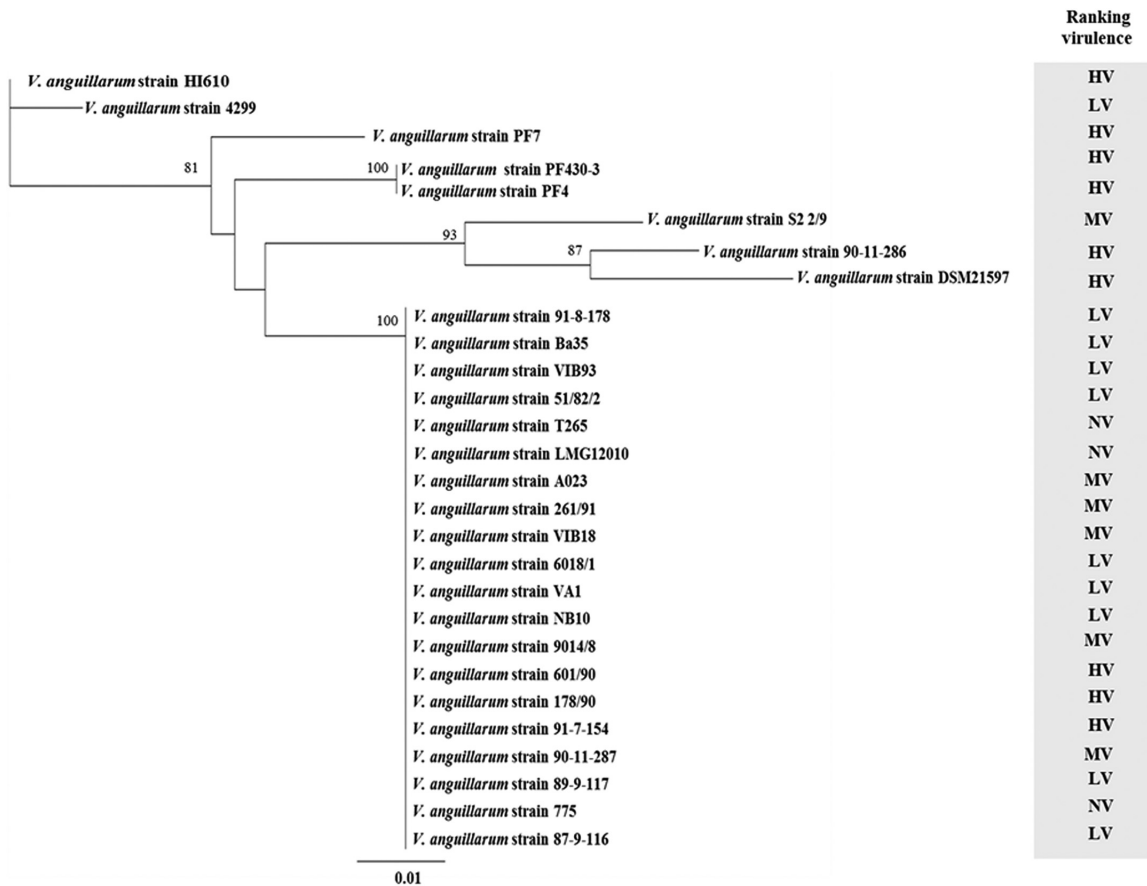 Ranking
virulence
V. anguillarum strain HI610 HV
V. anguillarum strain 4299 LV
V. anguillarum strain PF7 HV
81
100 V. anguillarum strain PF430-3 HV
V. anguillarum strain PF4 HV
V. anguillarum strain S2 2/9 MV
93
87 V. anguillarum strain 90-11-286 HV
V. anguillarum strain DSM21597 HV
100 V. anguillarum strain 91-8-178 LV
V. anguillarum strain Ba35 LV
V. anguillarum strain VIB93 LV
V. anguillarum strain 51/82/2 LV
V. anguillarum strain T265 NV
V. anguillarum strain LMG12010 NV
V. anguillarum strain A023 MV
V. anguillarum strain 261/91 MV
V. anguillarum strain VIB18 MV
V. anguillarum strain 6018/1 LV
V. anguillarum strain VA1 LV
V. anguillarum strain NB10 LV
V. anguillarum strain 9014/8 MV
V. anguillarum strain 601/90 HV
V. anguillarum strain 178/90 HV
V. anguillarum strain 91-7-154 HV
V. anguillarum strain 90-11-287 MV
V. anguillarum strain 89-9-117 LV
V. anguillarum strain 775 NV
V. anguillarum strain 87-9-116 LV
0.01